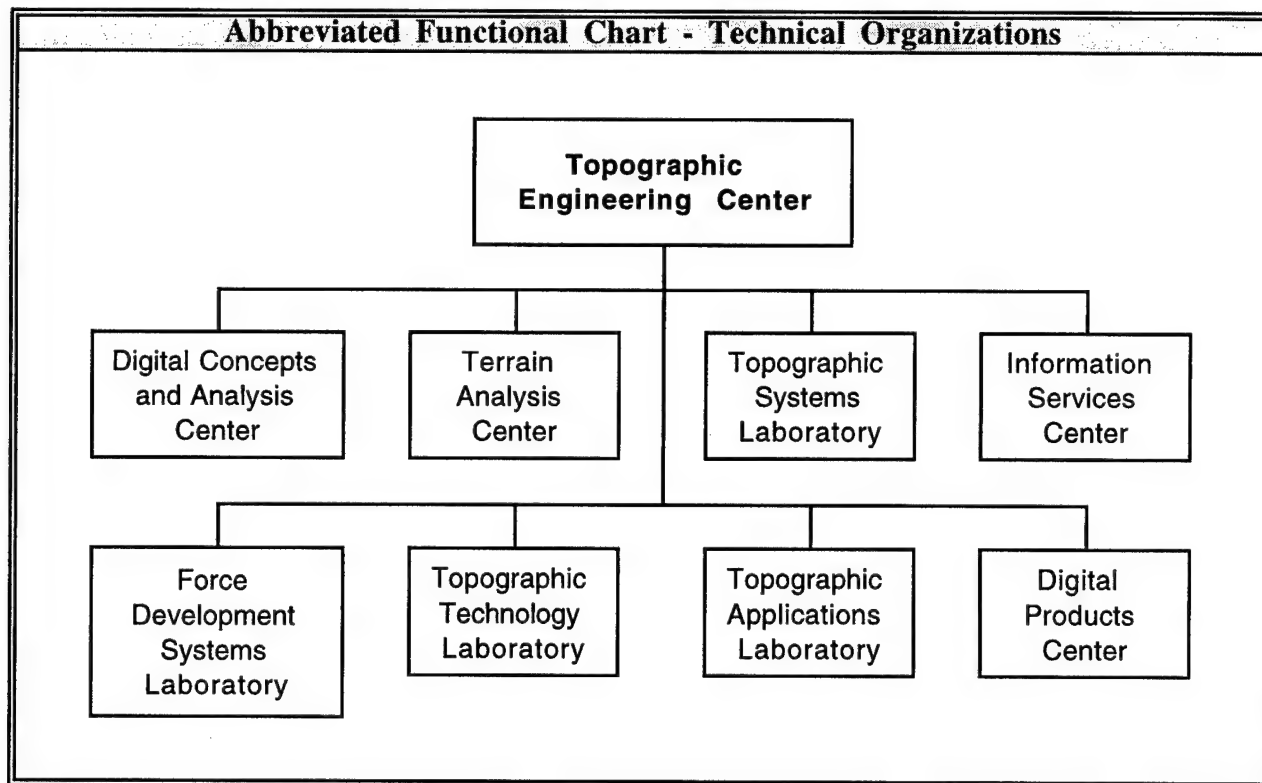 Abbreviated Functional Chart - Technical Organizations
Topographic
Engineering Center
Digital Concepts
and Analysis
Center
Terrain
Analysis
Center
Topographic
Systems
Laboratory
Information
Services
Center
Force
Development
Systems
Laboratory
Topographic
Technology
Laboratory
Topographic
Applications
Laboratory
Digital
Products
Center